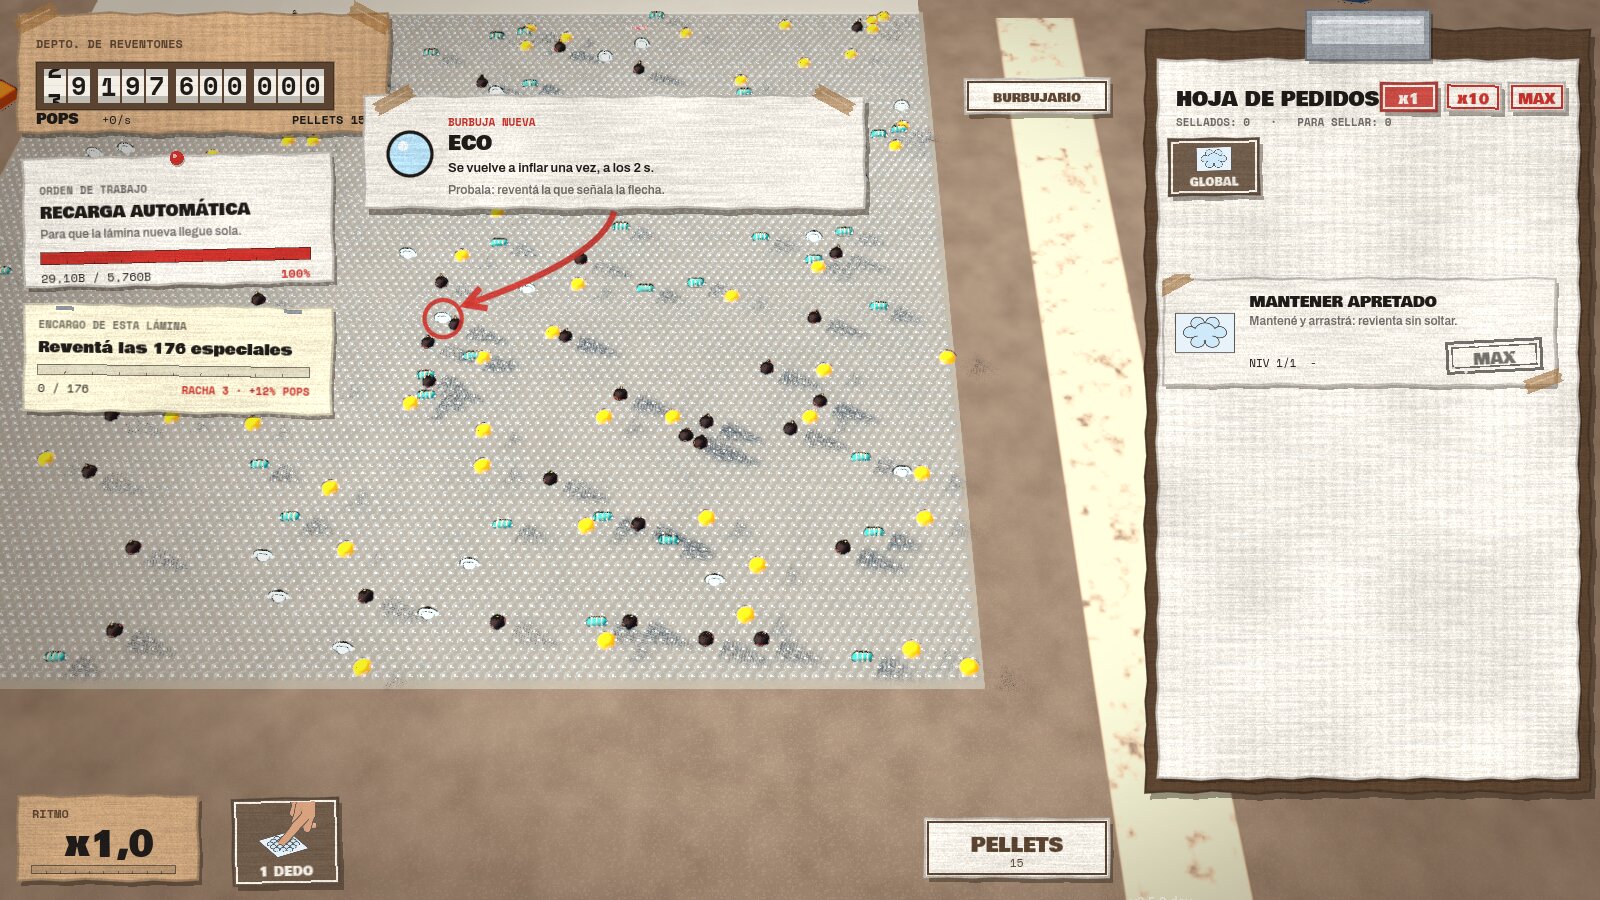 DEPTO. DE REVENTONES
9 197 600 000
POPS +0/s PELLETS 15
ORDEN DE TRABAJO
RECARGA AUTOMÁTICA
Para que la lámina nueva llegue sola.
29.10B / 5.760B 100%
ENCARGO DE ESTA LÁMINA
Reventá las 176 especiales
0 / 176 RACHA 3 · +12% POPS
BURBUJA NUEVA
ECO
Se vuelve a inflar una vez, a los 2 s.
Probala: reventá la que señala la flecha.
BURBUJARIO
HOJA DE PEDIDOS x1 x10 MAX
SELLADOS: 0 · PARA SELLAR: 0
GLOBAL
MANTENER APRETADO
Mantené y arrastrá: revienta sin soltar.
NIV 1/1 -
MAX
RITMO
x1,0
1 DEDO
PELLETS
15